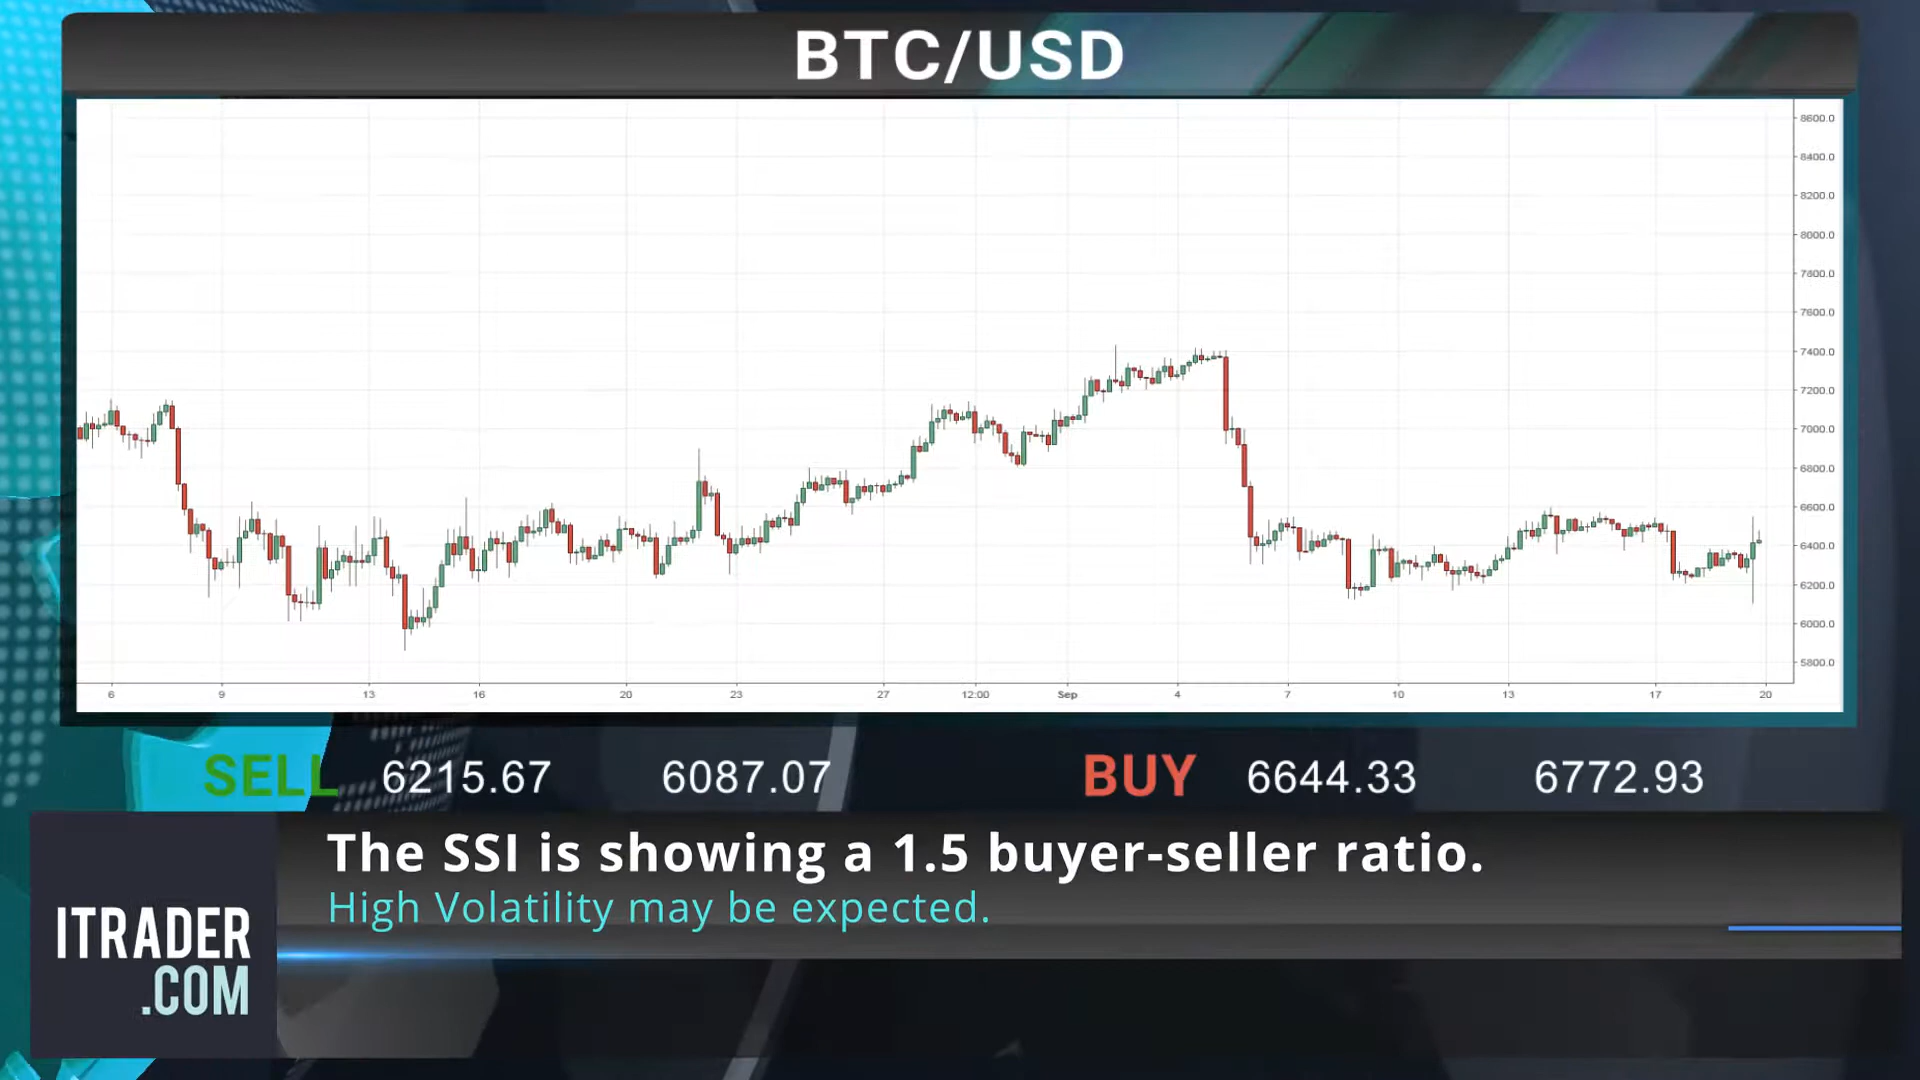 BTC/USD
8600.0
8400.0
8200.0
8000.0
7800.0
7600.0
7400.0
7200.0
7000.0
6800.0
6600.0
6400.0
6200.0
6000.0
5800.0
6 9 13 16 20 23 27 12:00 Sep 4 7 10 13 17 20
SELL 6215.67 6087.07 BUY 6644.33 6772.93
The SSI is showing a 1.5 buyer-seller ratio.
High Volatility may be expected.
ITRADER
.COM